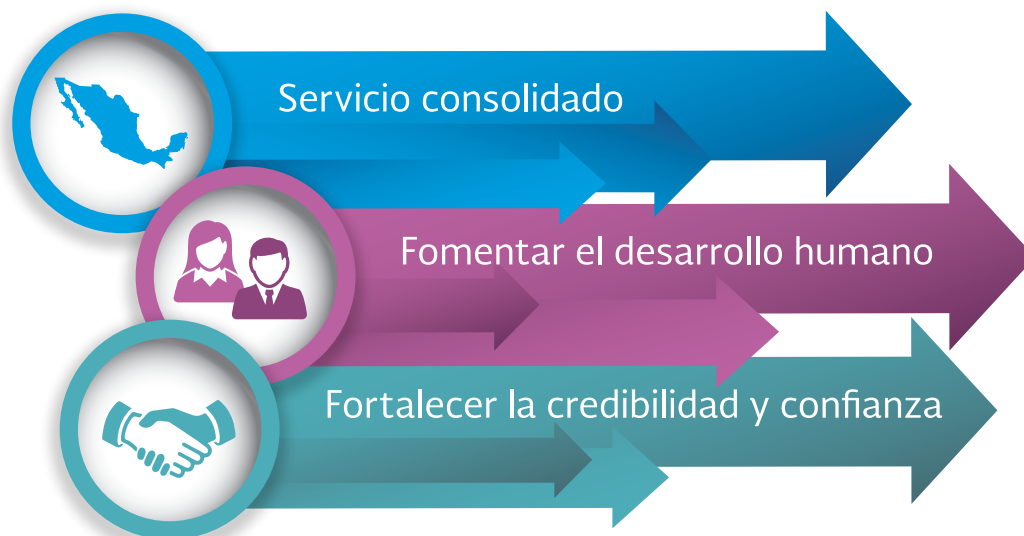 Servicio consolidado
Fomentar el desarrollo humano
Fortalecer la credibilidad y confianza